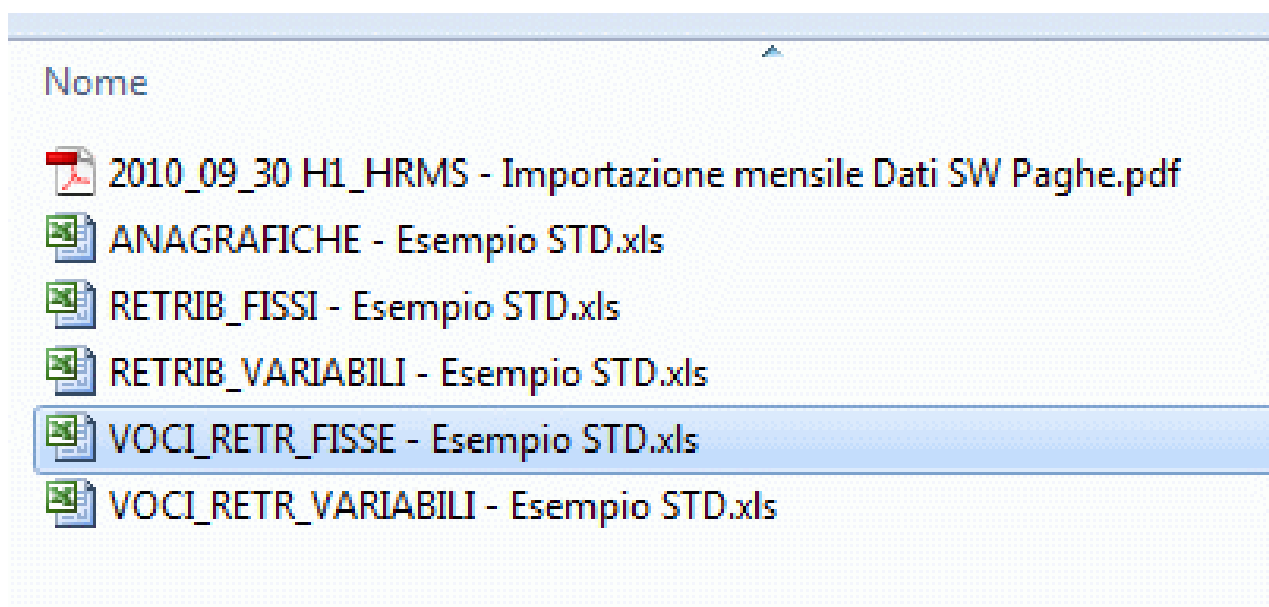 Nome
2010_09_30 H1_HRMS - Importazione mensile Dati SW Paghe.pdf
ANAGRAFICHE - Esempio STD.xls
RETRIB_FISSI - Esempio STD.xls
RETRIB_VARIABILI - Esempio STD.xls
VOCI_RETR_FISSE - Esempio STD.xls
VOCI_RETR_VARIABILI - Esempio STD.xls